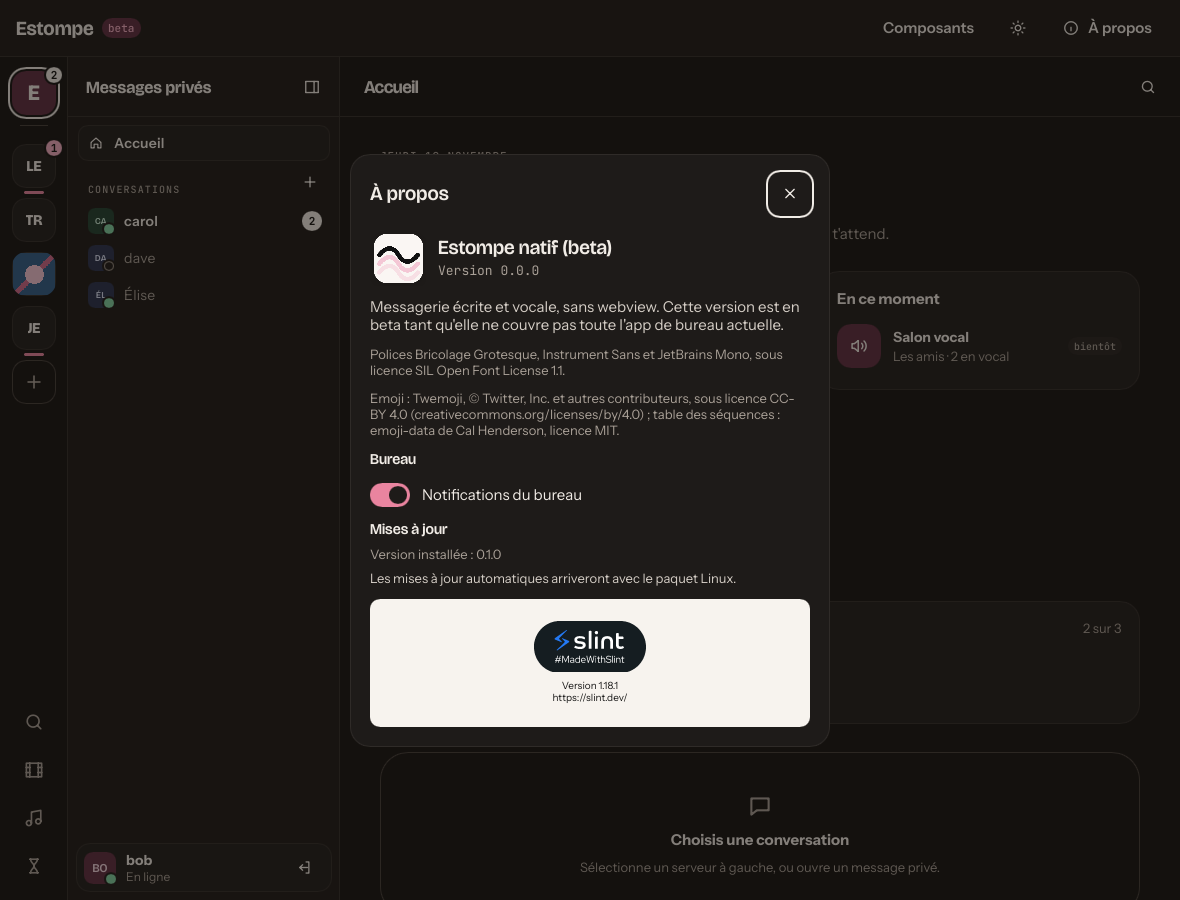 Estompe beta
Composants
À propos
E
2
Messages privés
Accueil
LE
1
TR
JE
Accueil
CONVERSATIONS
CA
carol
2
DA
dave
ÉL
Élise
BO
bob
En ligne
t'attend.
En ce moment
Salon vocal
Les amis · 2 en vocal
bientôt
2 sur 3
À propos
Estompe natif (beta)
Version 0.0.0
Messagerie écrite et vocale, sans webview. Cette version est en
beta tant qu'elle ne couvre pas toute l'app de bureau actuelle.
Polices Bricolage Grotesque, Instrument Sans et JetBrains Mono, sous
licence SIL Open Font License 1.1.
Emoji : Twemoji, © Twitter, Inc. et autres contributeurs, sous licence CC-
BY 4.0 (creativecommons.org/licenses/by/4.0) ; table des séquences :
emoji-data de Cal Henderson, licence MIT.
Bureau
Notifications du bureau
Mises à jour
Version installée : 0.1.0
Les mises à jour automatiques arriveront avec le paquet Linux.
slint
#MadeWithSlint
Version 1.18.1
https://slint.dev/
Choisis une conversation
Sélectionne un serveur à gauche, ou ouvre un message privé.